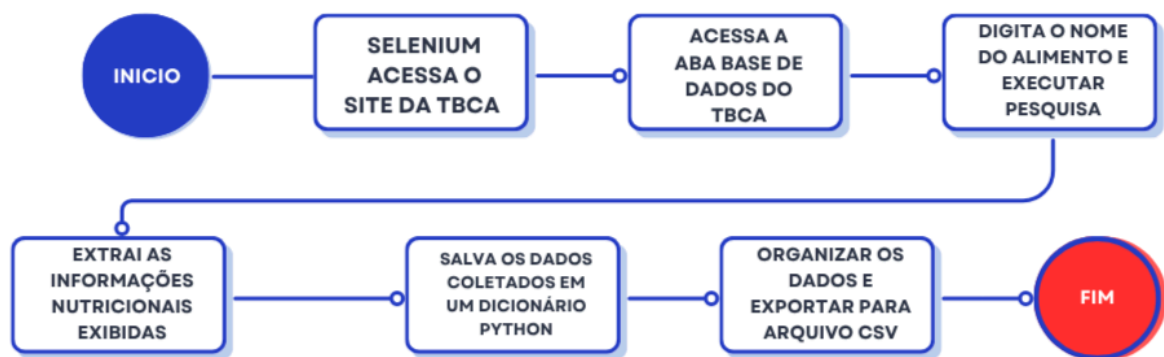 INICIO
SELENIUM
ACESSA O
SITE DA TBCA
ACESSA A
ABA BASE DE
DADOS DO
TBCA
DIGITA O NOME
DO ALIMENTO E
EXECUTAR
PESQUISA
EXTRAI AS
INFORMAÇÕES
NUTRICIONAIS
EXIBIDAS
SALVA OS DADOS
COLETADOS EM
UM DICIONÁRIO
PYTHON
ORGANIZAR OS
DADOS E
EXPORTAR PARA
ARQUIVO CSV
FIM